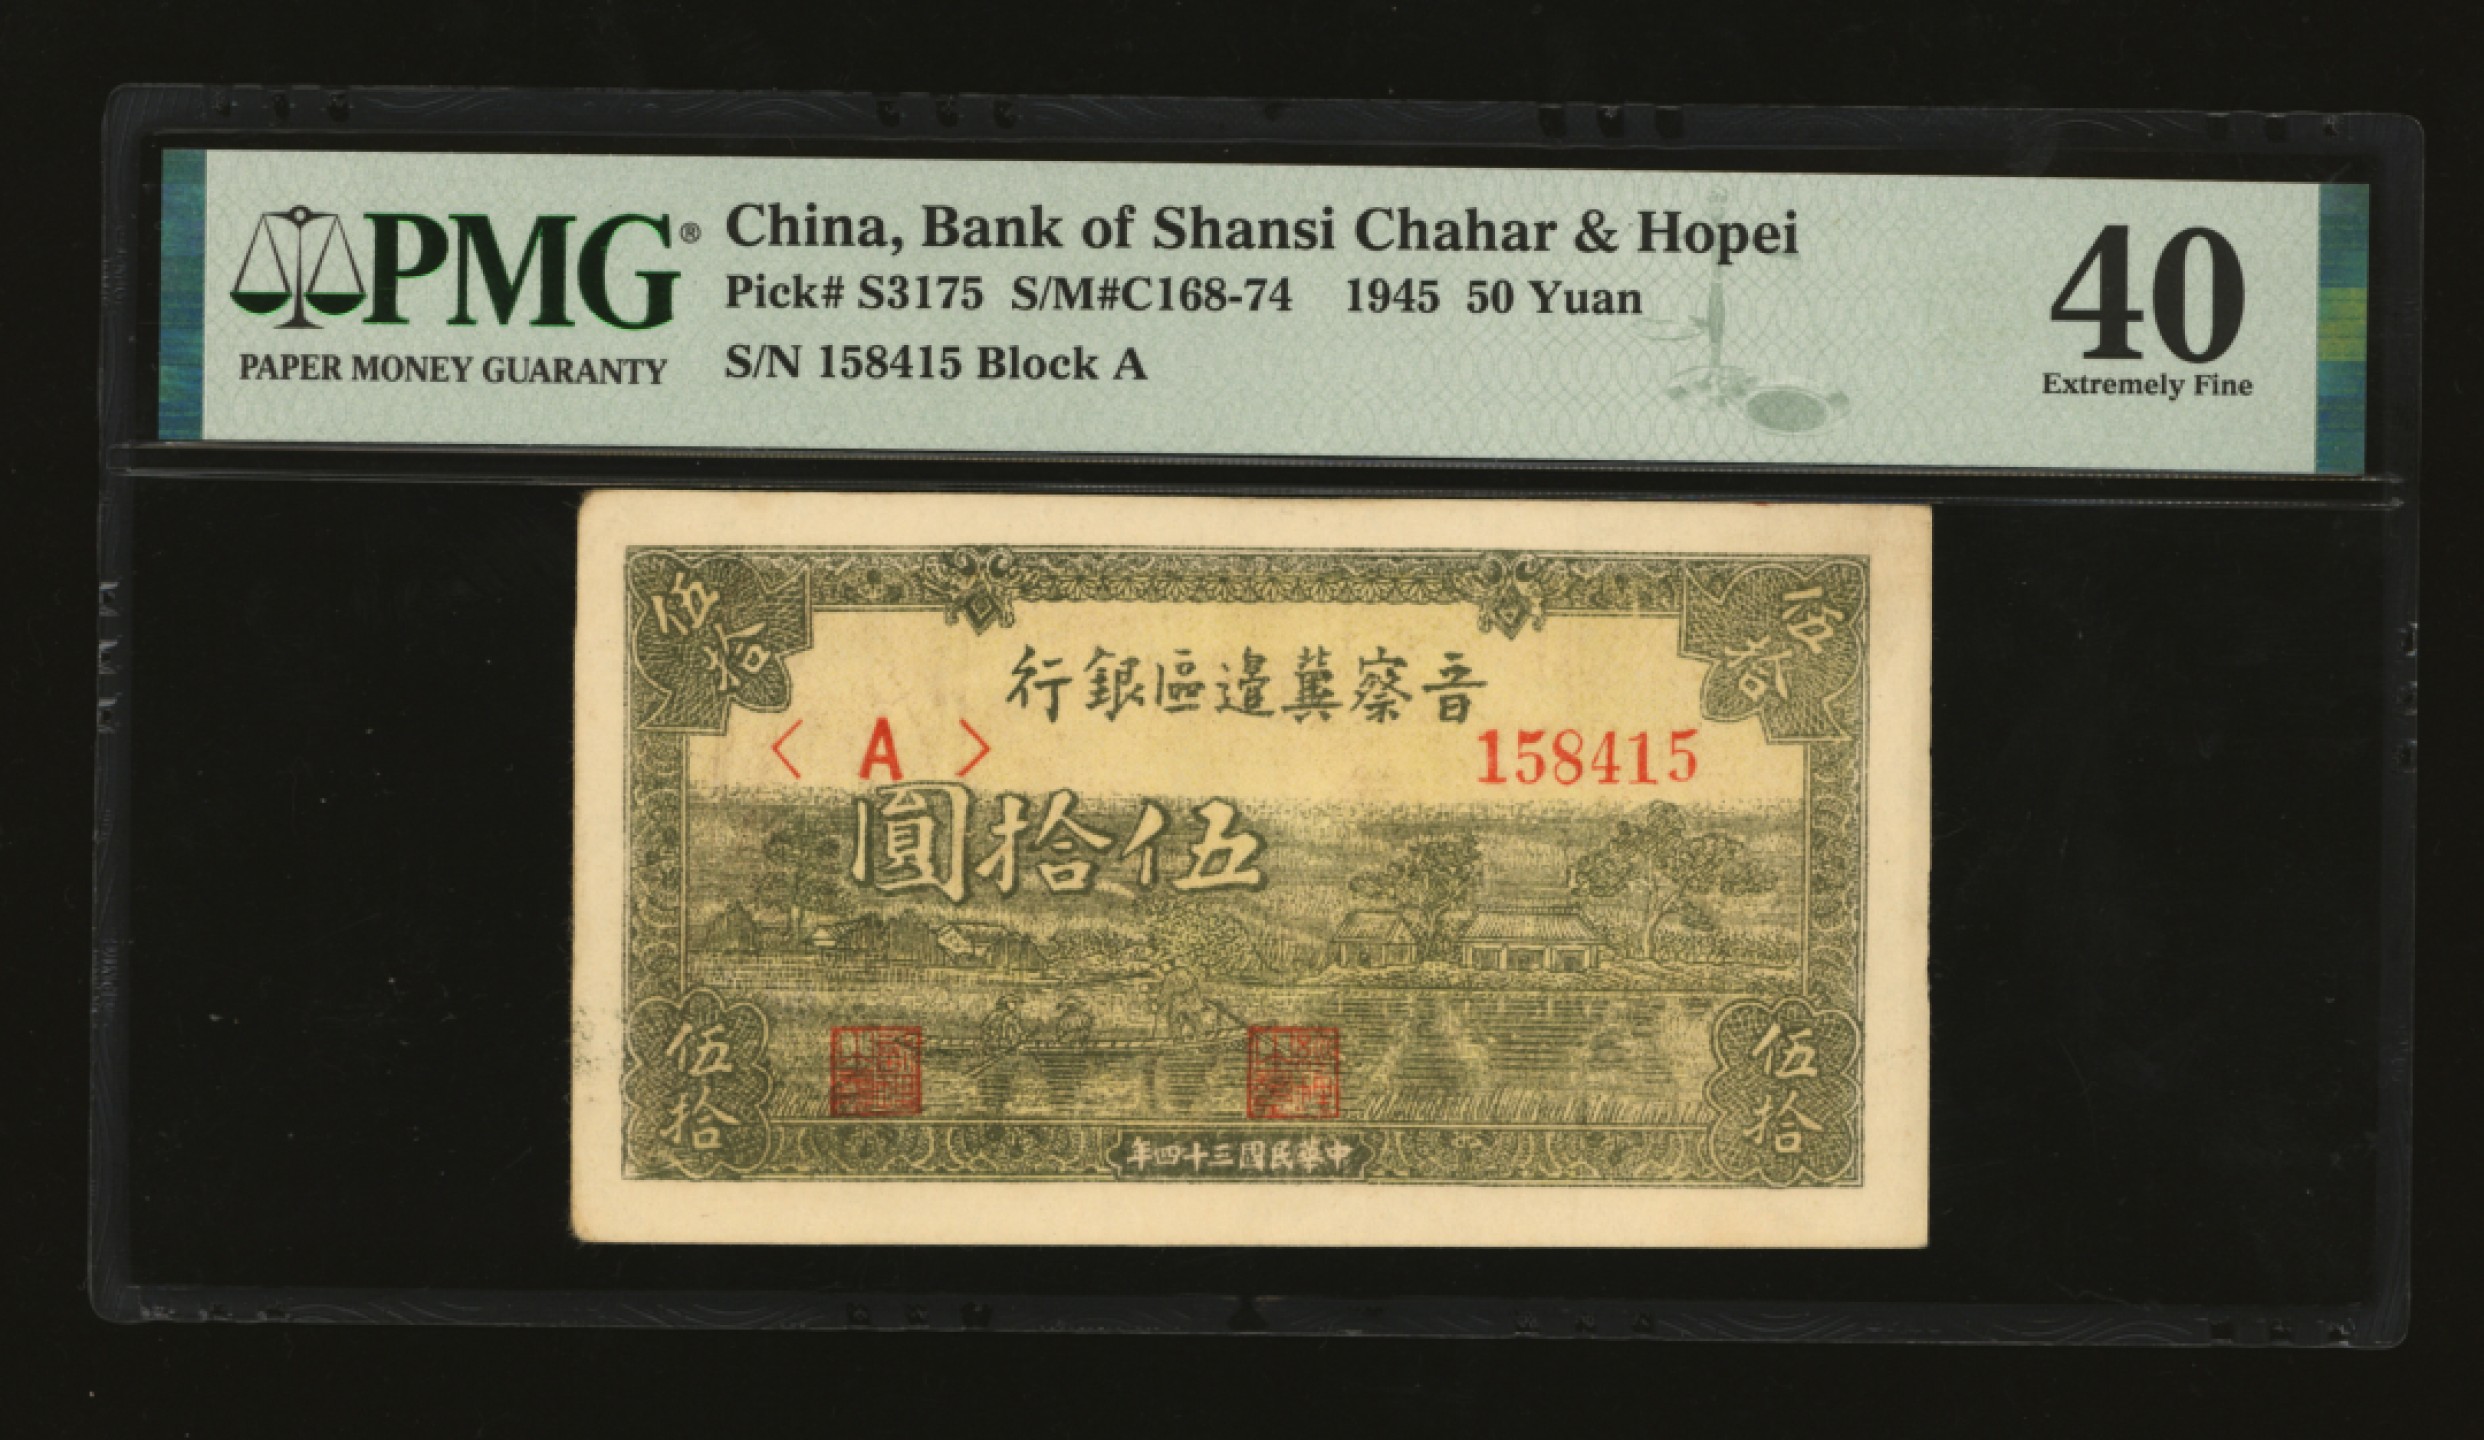 PMG®
PAPER MONEY GUARANTY
China, Bank of Shansi Chahar & Hopei
Pick# S3175 S/M#C168-74 1945 50 Yuan
S/N 158415 Block A
40
Extremely Fine
伍拾
伍拾
行銀區邊冀察晉
< A >
158415
圓拾伍
伍拾
伍拾
年四十三國民華中